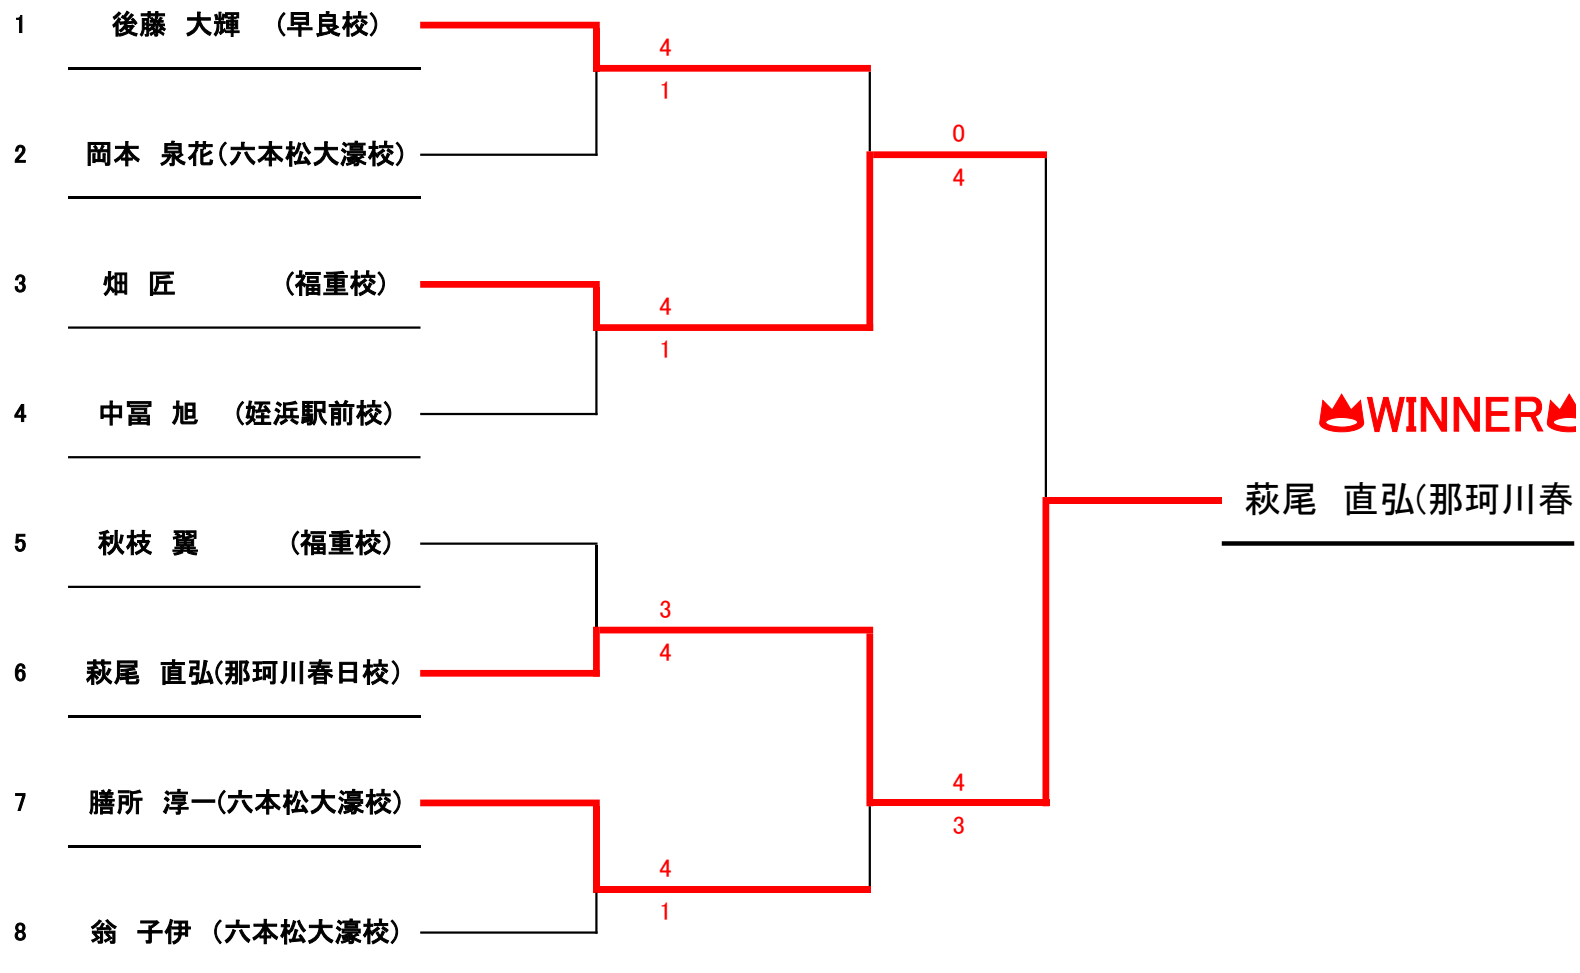 1 後藤 大輝 (早良校)
4
1
0
2 岡本 泉花(六本松大濠校)
4
3 畑 匠 (福重校)
4
1
WINNER
4 中冨 旭 (姪浜駅前校)
萩尾 直弘(那珂川春
5 秋枝 翼 (福重校)
3
4
6 萩尾 直弘(那珂川春日校)
4
7 膳所 淳一(六本松大濠校)
3
4
1
8 翁 子伊 (六本松大濠校)